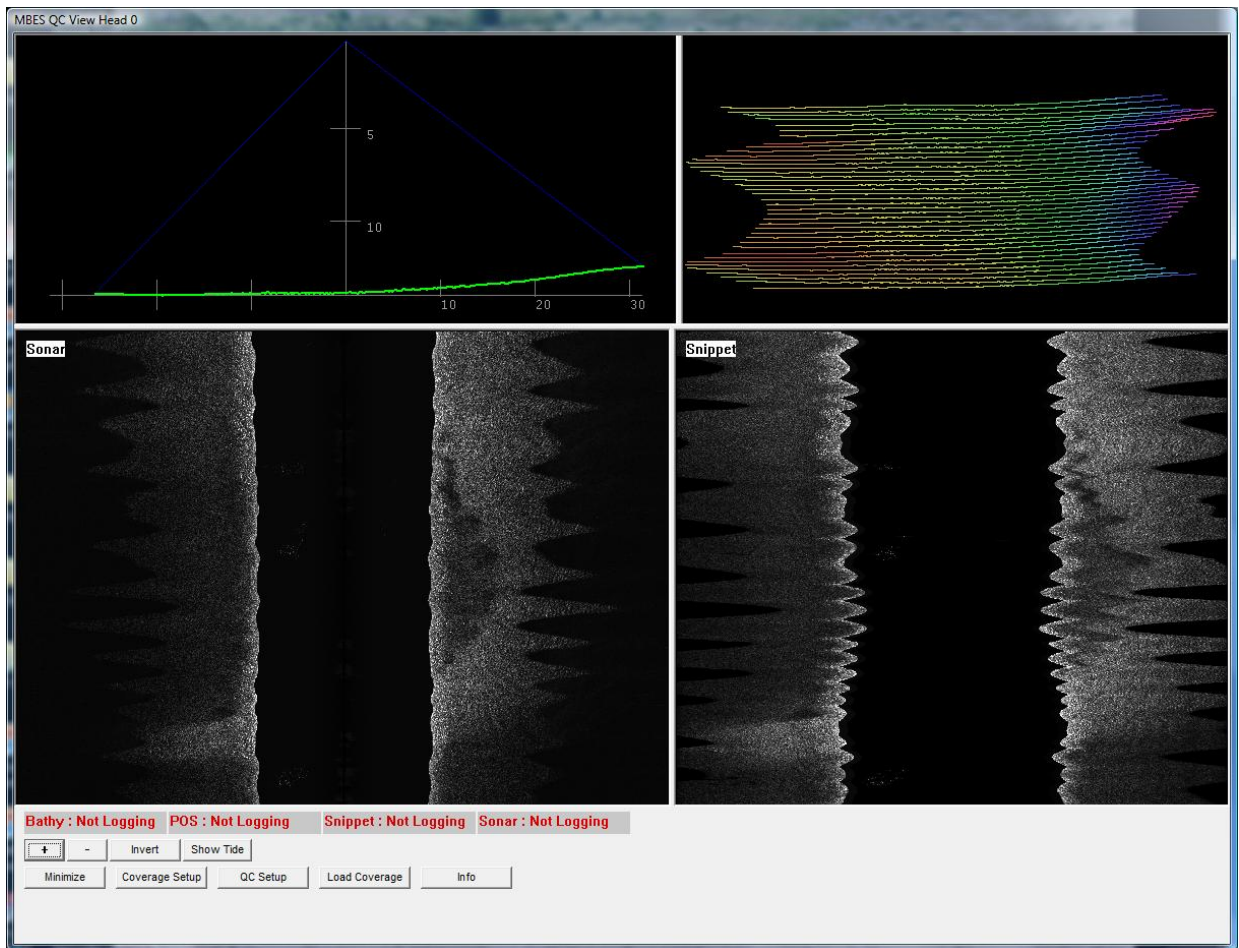 MBES QC View Head 0
5
10
10 20 30
Sonar
Snippet
Bathy : Not Logging POS : Not Logging Snippet : Not Logging Sonar : Not Logging
+ - Invert Show Tide
Minimize Coverage Setup QC Setup Load Coverage Info